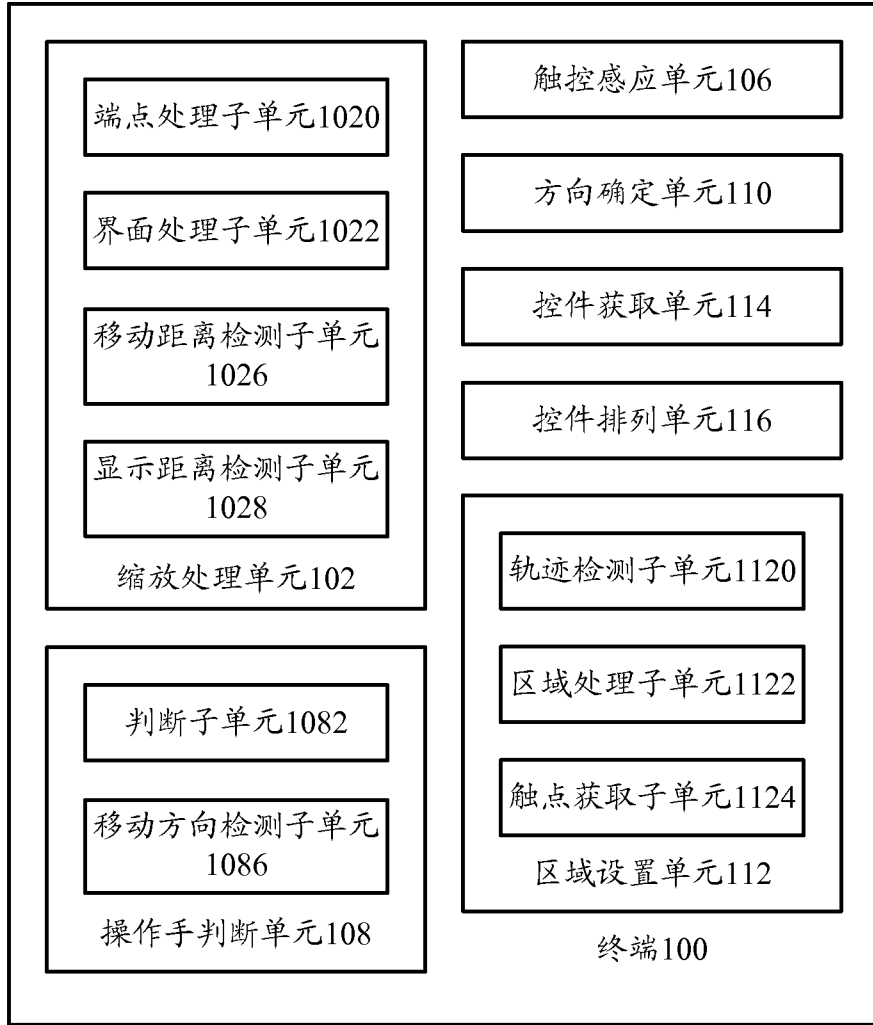 端点处理子单元1020
界面处理子单元1022
移动距离检测子单元
1026
显示距离检测子单元
1028
缩放处理单元102
判断子单元1082
移动方向检测子单元
1086
操作手判断单元108
触控感应单元106
方向确定单元110
控件获取单元114
控件排列单元116
轨迹检测子单元1120
区域处理子单元1122
触点获取子单元1124
区域设置单元112
终端100